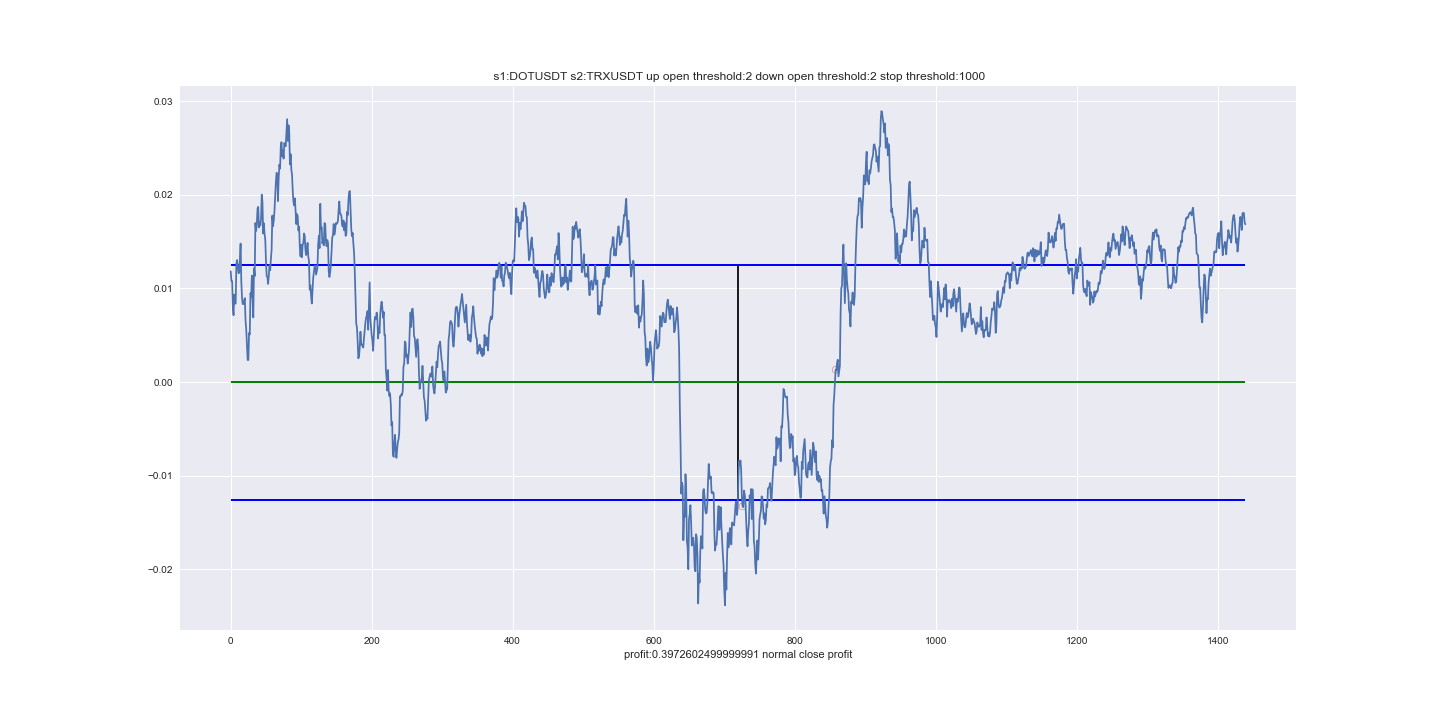 s1:DOTUSDT s2:TRXUSDT up open threshold:2 down open threshold:2 stop threshold:1000
0.03
0.02
0.01
0.00
−0.01
−0.02
0 200 400 600 800 1000 1200 1400
profit:0.3972602499999991 normal close profit